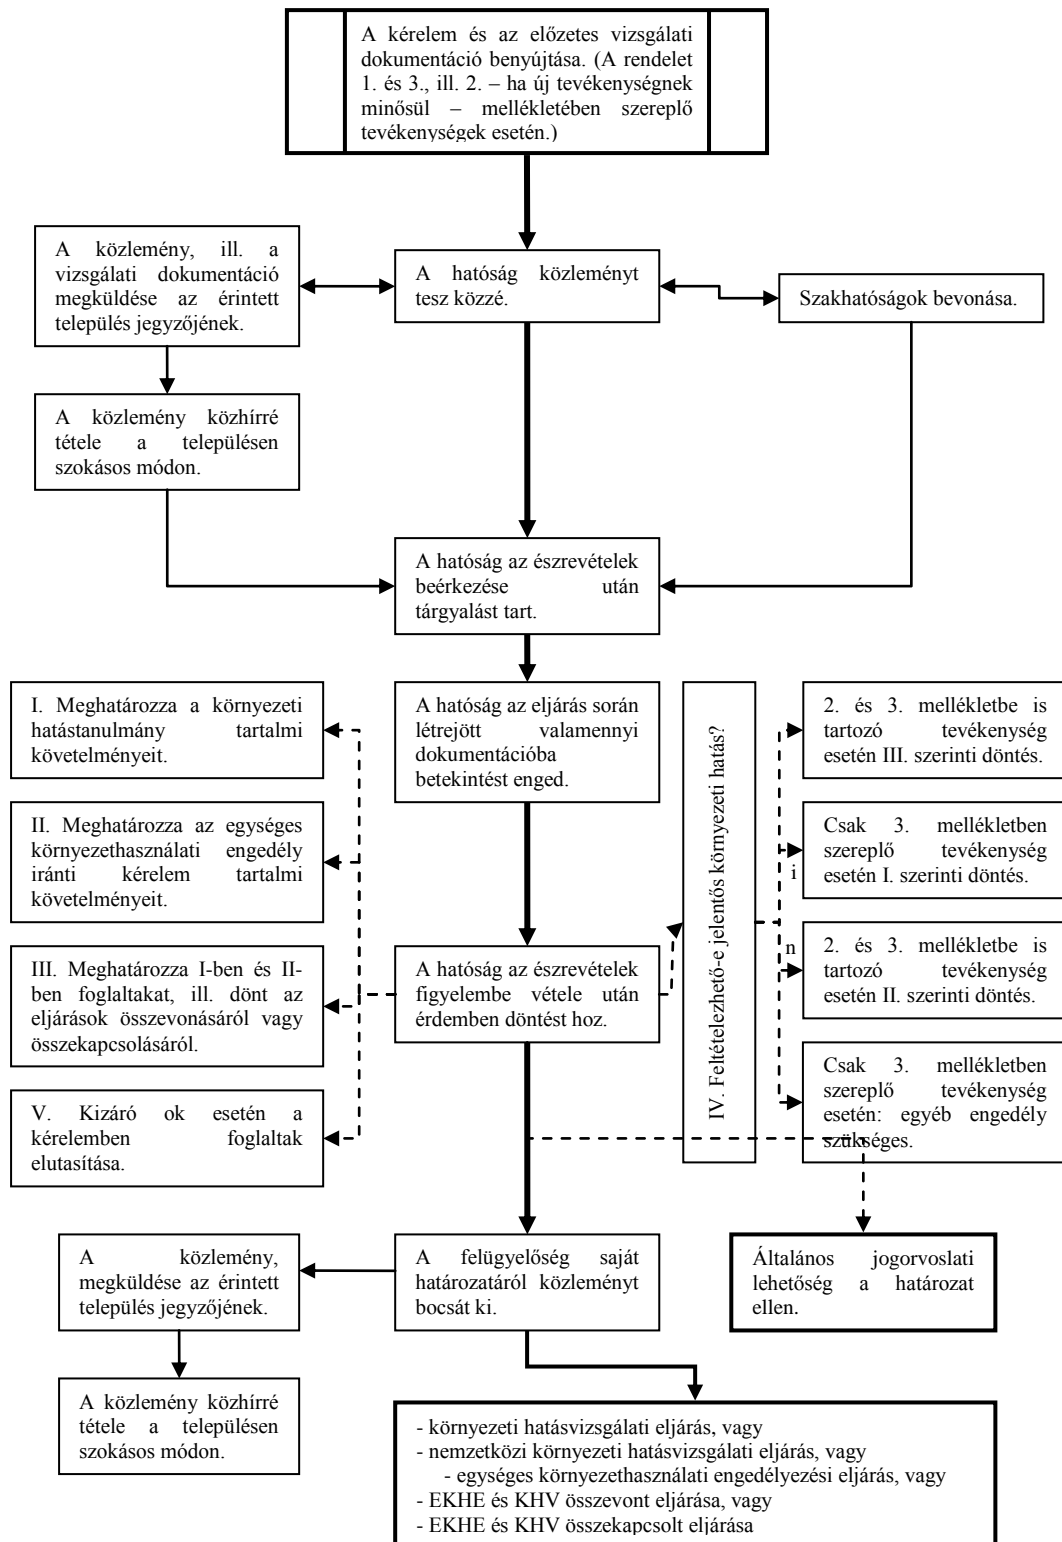 A kérelem és az előzetes vizsgálati
dokumentáció benyújtása. (A rendelet
1. és 3., ill. 2. – ha új tevékenységnek
minősül – mellékletében szereplő
tevékenységek esetén.)
A közlemény, ill. a
vizsgálati dokumentáció
megküldése az érintett
település jegyzőjének.
A hatóság közleményt
tesz közzé.
Szakhatóságok bevonása.
A közlemény közhírré
tétele a településen
szokásos módon.
A hatóság az észrevételek
beérkezése után
tárgyalást tart.
I. Meghatározza a környezeti
hatástanulmány tartalmi
követelményeit.
A hatóság az eljárás során
létrejött valamennyi
dokumentációba
betekintést enged.
IV. Feltételezhető-e jelentős környezeti hatás?
2. és 3. mellékletbe is
tartozó tevékenység
esetén III. szerinti döntés.
II. Meghatározza az egységes
környezethasználati engedély
iránti kérelem tartalmi
követelményeit.
Csak 3. mellékletben
szereplő tevékenység
esetén I. szerinti döntés.
i
n
III. Meghatározza I-ben és II-
ben foglaltakat, ill. dönt az
eljárások összevonásáról vagy
összekapcsolásáról.
A hatóság az észrevételek
figyelembe vétele után
érdemben döntést hoz.
2. és 3. mellékletbe is
tartozó tevékenység
esetén II. szerinti döntés.
V. Kizáró ok esetén a
kérelemben foglaltak
elutasítása.
Csak 3. mellékletben
szereplő tevékenység
esetén: egyéb engedély
szükséges.
A közlemény,
megküldése az érintett
település jegyzőjének.
A felügyelőség saját
határozatáról közleményt
bocsát ki.
Általános jogorvoslati
lehetőség a határozat
ellen.
A közlemény közhírré
tétele a településen
szokásos módon.
- környezeti hatásvizsgálati eljárás, vagy
- nemzetközi környezeti hatásvizsgálati eljárás, vagy
- egységes környezethasználati engedélyezési eljárás, vagy
- EKHE és KHV összevont eljárása, vagy
- EKHE és KHV összekapcsolt eljárása